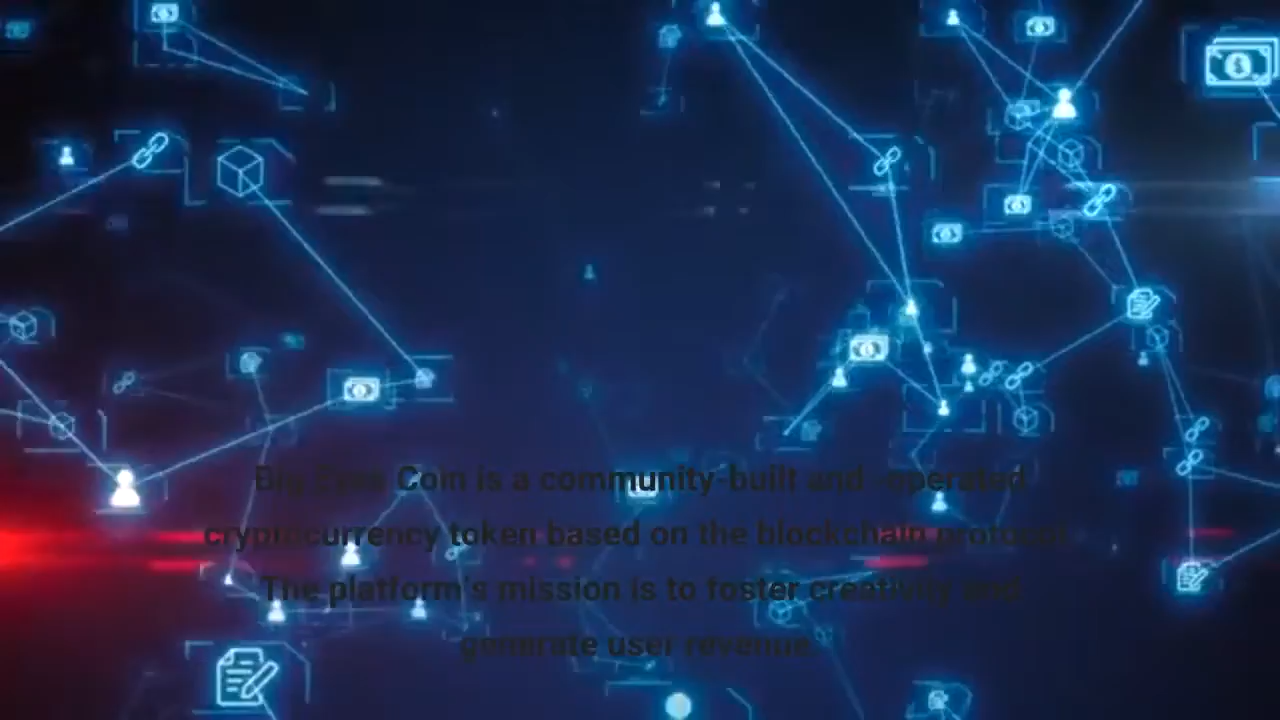 Big Eyes Coin is a community-built and -operated
cryptocurrency token based on the blockchain protocol.
The platform's mission is to foster creativity and
generate user revenue.